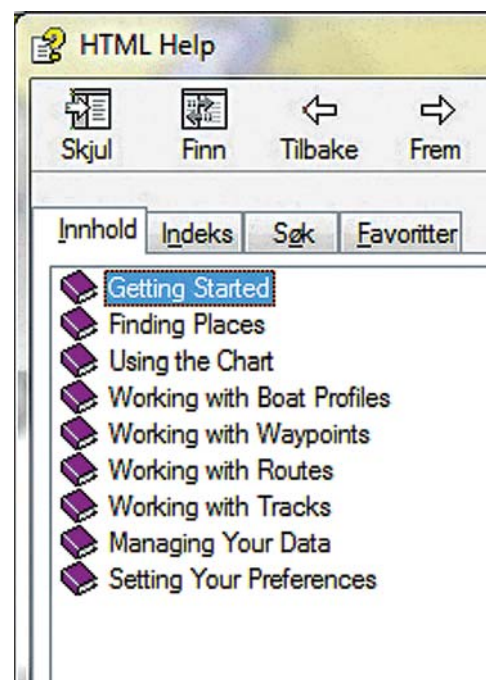 HTML Help
Skjul Finn Tilbake Frem
Innhold Indeks Søk Favoritter
Getting Started
Finding Places
Using the Chart
Working with Boat Profiles
Working with Waypoints
Working with Routes
Working with Tracks
Managing Your Data
Setting Your Preferences